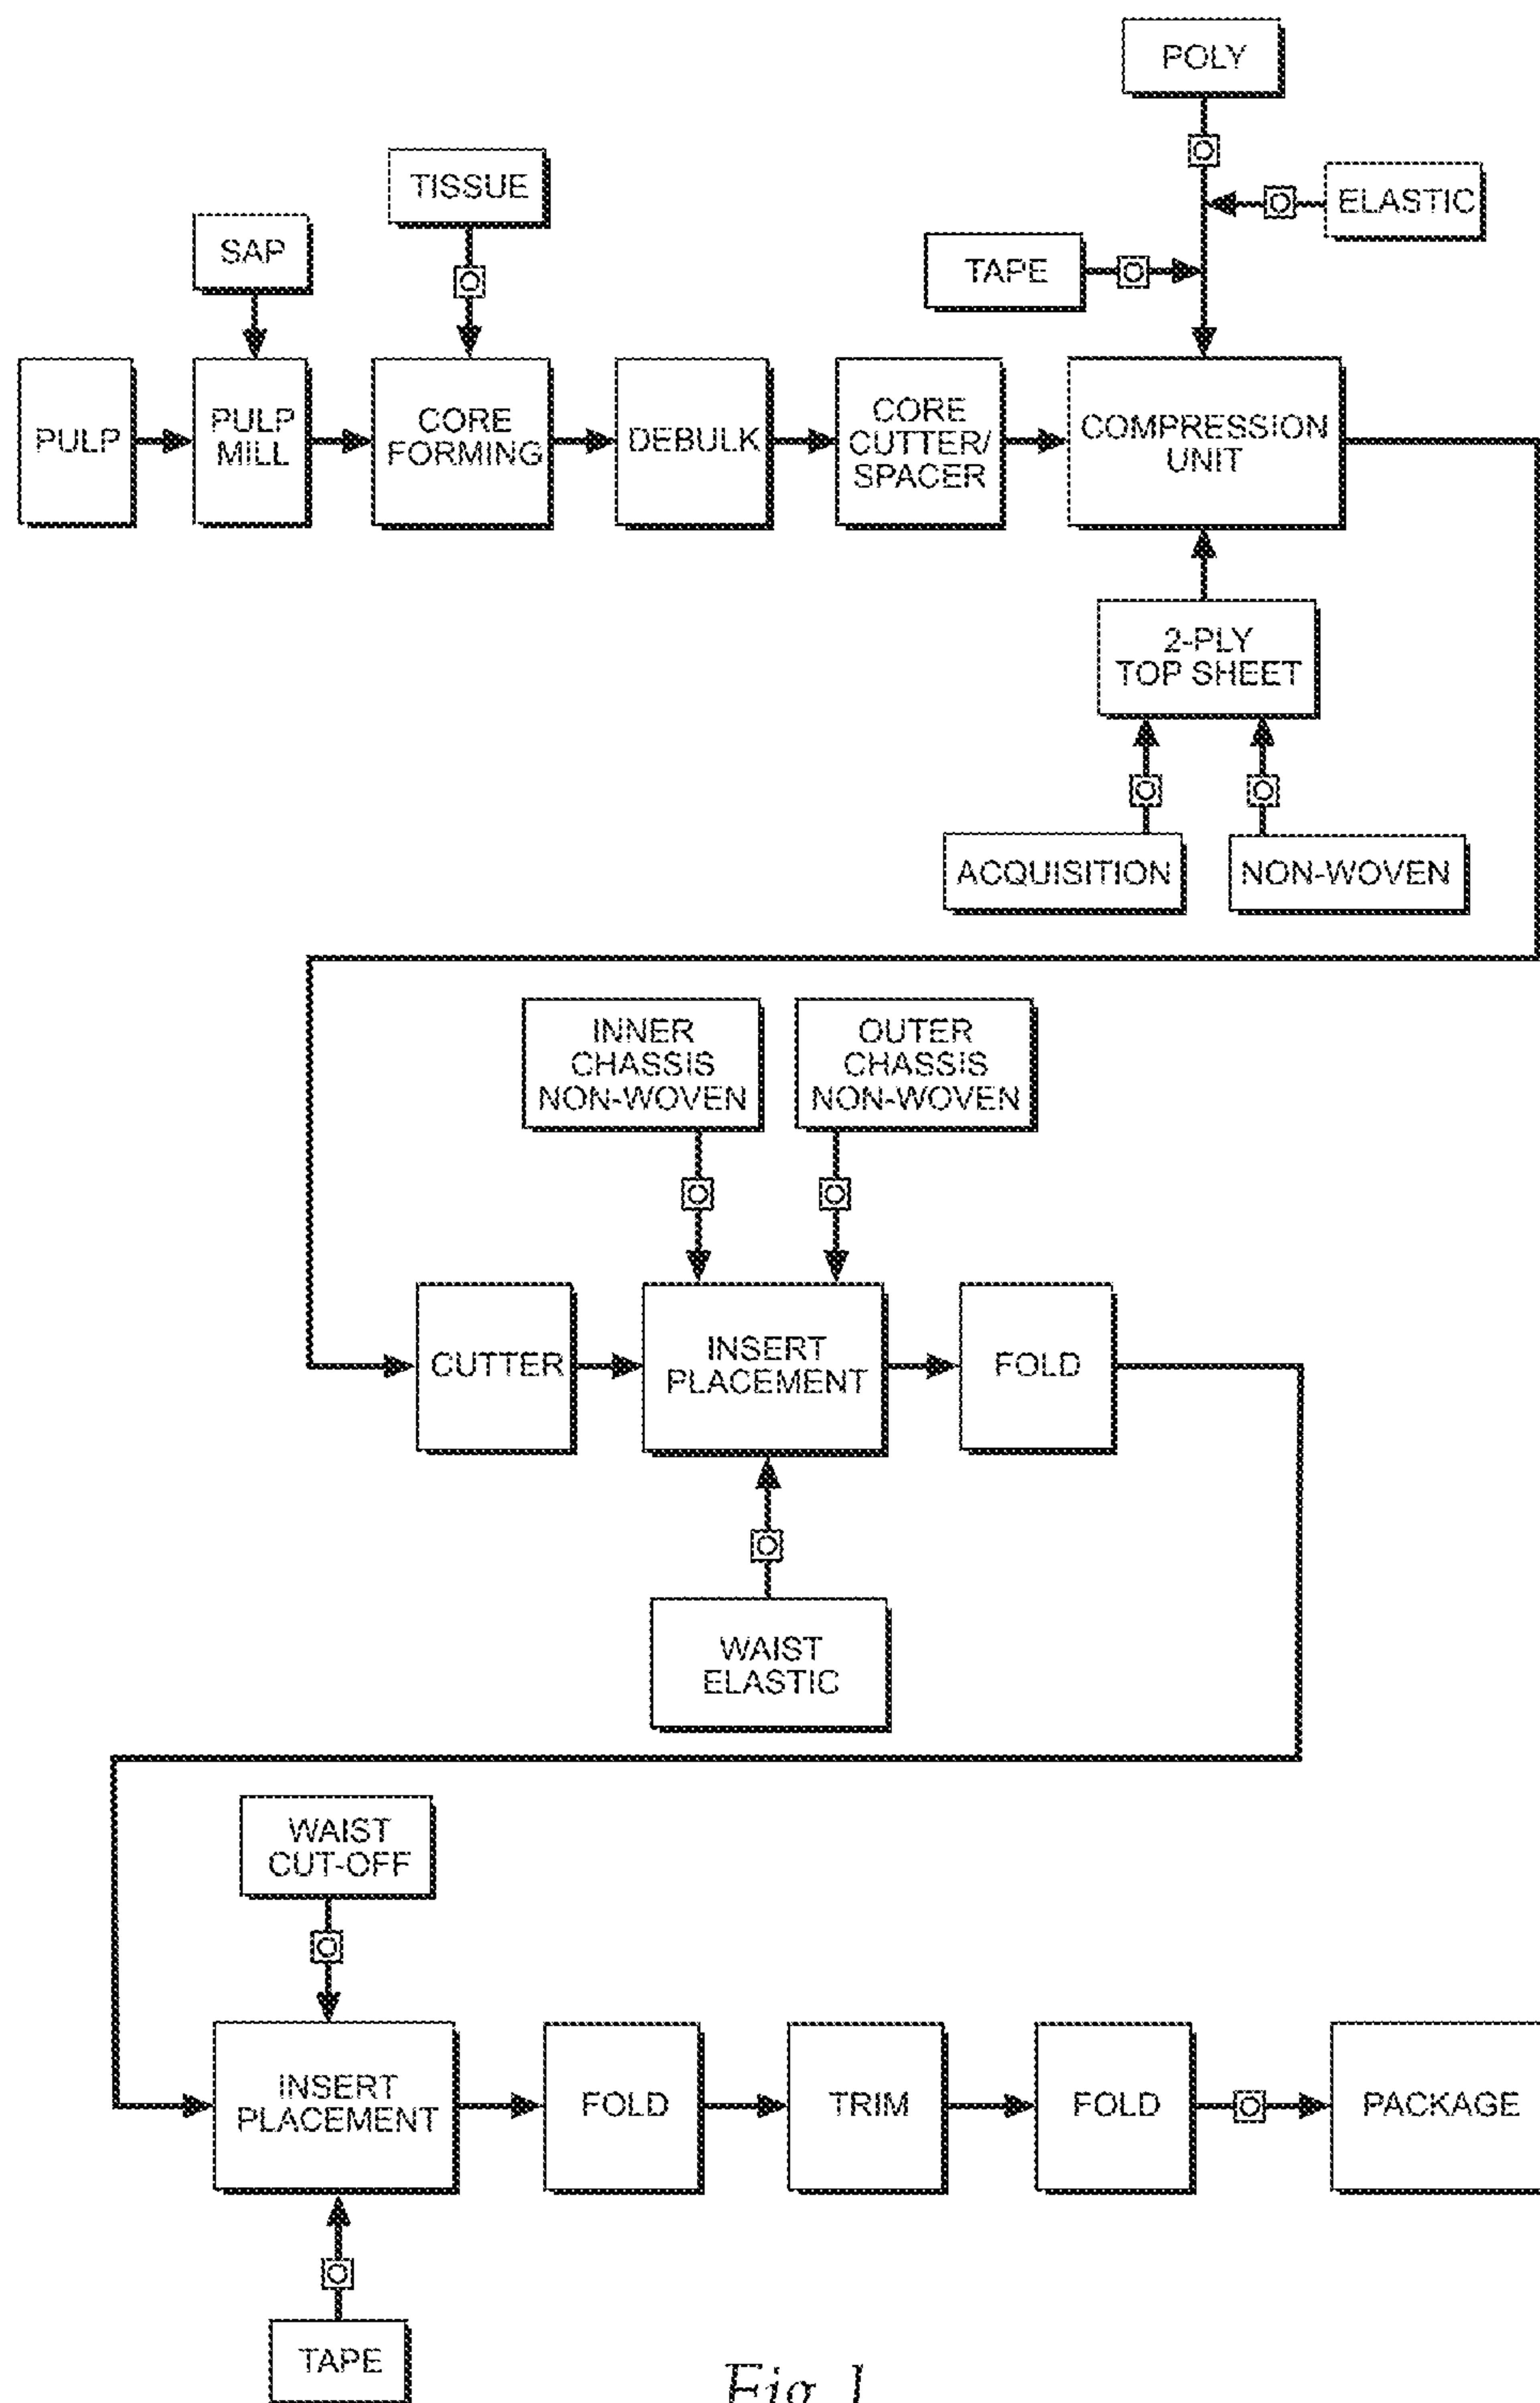 POLY
TISSUE
ELASTIC
SAP
TAPE
PULP
PULP
MILL
CORE
FORMING
DEBULK
CORE
CUTTER/
SPACER
COMPRESSION
UNIT
2-PLY
TOP SHEET
ACQUISITION
NON-WOVEN
INNER
CHASSIS
NON-WOVEN
OUTER
CHASSIS
NON-WOVEN
CUTTER
INSERT
PLACEMENT
FOLD
WAIST
ELASTIC
WAIST
CUT-OFF
INSERT
PLACEMENT
FOLD
TRIM
FOLD
PACKAGE
TAPE
Fig. 1